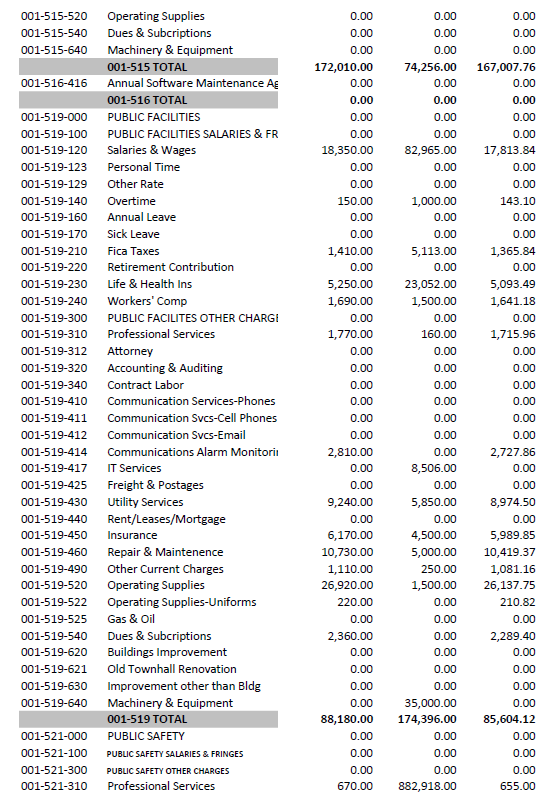 001-515-520 Operating Supplies 0.00 0.00 0.00
001-515-540 Dues & Subcriptions 0.00 0.00 0.00
001-515-640 Machinery & Equipment 0.00 0.00 0.00
001-515 TOTAL 172,010.00 74,256.00 167,007.76
001-516-416 Annual Software Maintenance Ag 0.00 0.00 0.00
001-516 TOTAL 0.00 0.00 0.00
001-519-000 PUBLIC FACILITIES 0.00 0.00 0.00
001-519-100 PUBLIC FACILITIES SALARIES & FR 0.00 0.00 0.00
001-519-120 Salaries & Wages 18,350.00 82,965.00 17,813.84
001-519-123 Personal Time 0.00 0.00 0.00
001-519-129 Other Rate 0.00 0.00 0.00
001-519-140 Overtime 150.00 1,000.00 143.10
001-519-160 Annual Leave 0.00 0.00 0.00
001-519-170 Sick Leave 0.00 0.00 0.00
001-519-210 Fica Taxes 1,410.00 5,113.00 1,365.84
001-519-220 Retirement Contribution 0.00 0.00 0.00
001-519-230 Life & Health Ins 5,250.00 23,052.00 5,093.49
001-519-240 Workers' Comp 1,690.00 1,500.00 1,641.18
001-519-300 PUBLIC FACILITES OTHER CHARGE 0.00 0.00 0.00
001-519-310 Professional Services 1,770.00 160.00 1,715.96
001-519-312 Attorney 0.00 0.00 0.00
001-519-320 Accounting & Auditing 0.00 0.00 0.00
001-519-340 Contract Labor 0.00 0.00 0.00
001-519-410 Communication Services-Phones 0.00 0.00 0.00
001-519-411 Communication Svcs-Cell Phones 0.00 0.00 0.00
001-519-412 Communication Svcs-Email 0.00 0.00 0.00
001-519-414 Communications Alarm Monitorin 2,810.00 0.00 2,727.86
001-519-417 IT Services 0.00 8,506.00 0.00
001-519-425 Freight & Postages 0.00 0.00 0.00
001-519-430 Utility Services 9,240.00 5,850.00 8,974.50
001-519-440 Rent/Leases/Mortgage 0.00 0.00 0.00
001-519-450 Insurance 6,170.00 4,500.00 5,989.85
001-519-460 Repair & Maintenence 10,730.00 5,000.00 10,419.37
001-519-490 Other Current Charges 1,110.00 250.00 1,081.16
001-519-520 Operating Supplies 26,920.00 1,500.00 26,137.75
001-519-522 Operating Supplies-Uniforms 220.00 0.00 210.82
001-519-525 Gas & Oil 0.00 0.00 0.00
001-519-540 Dues & Subcriptions 2,360.00 0.00 2,289.40
001-519-620 Buildings Improvement 0.00 0.00 0.00
001-519-621 Old Townhall Renovation 0.00 0.00 0.00
001-519-630 Improvement other than Bldg 0.00 0.00 0.00
001-519-640 Machinery & Equipment 0.00 35,000.00 0.00
001-519 TOTAL 88,180.00 174,396.00 85,604.12
001-521-000 PUBLIC SAFETY 0.00 0.00 0.00
001-521-100 PUBLIC SAFETY SALARIES & FRINGES 0.00 0.00 0.00
001-521-300 PUBLIC SAFETY OTHER CHARGES 0.00 0.00 0.00
001-521-310 Professional Services 670.00 882,918.00 655.00